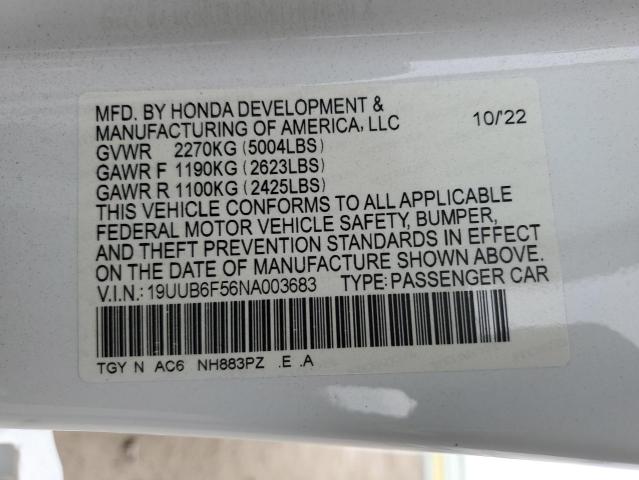 MFD. BY HONDA DEVELOPMENT &
MANUFACTURING OF AMERICA, LLC 10/'22
GVWR 2270KG (5004LBS)
GAWR F 1190KG (2623LBS)
GAWR R 1100KG (2425LBS)
THIS VEHICLE CONFORMS TO ALL APPLICABLE
FEDERAL MOTOR VEHICLE SAFETY, BUMPER,
AND THEFT PREVENTION STANDARDS IN EFFECT
ON THE DATE OF MANUFACTURE SHOWN ABOVE.
V.I.N.: 19UUB6F56NA003683 TYPE: PASSENGER CAR
TGY N AC6 NH883PZ .E .A